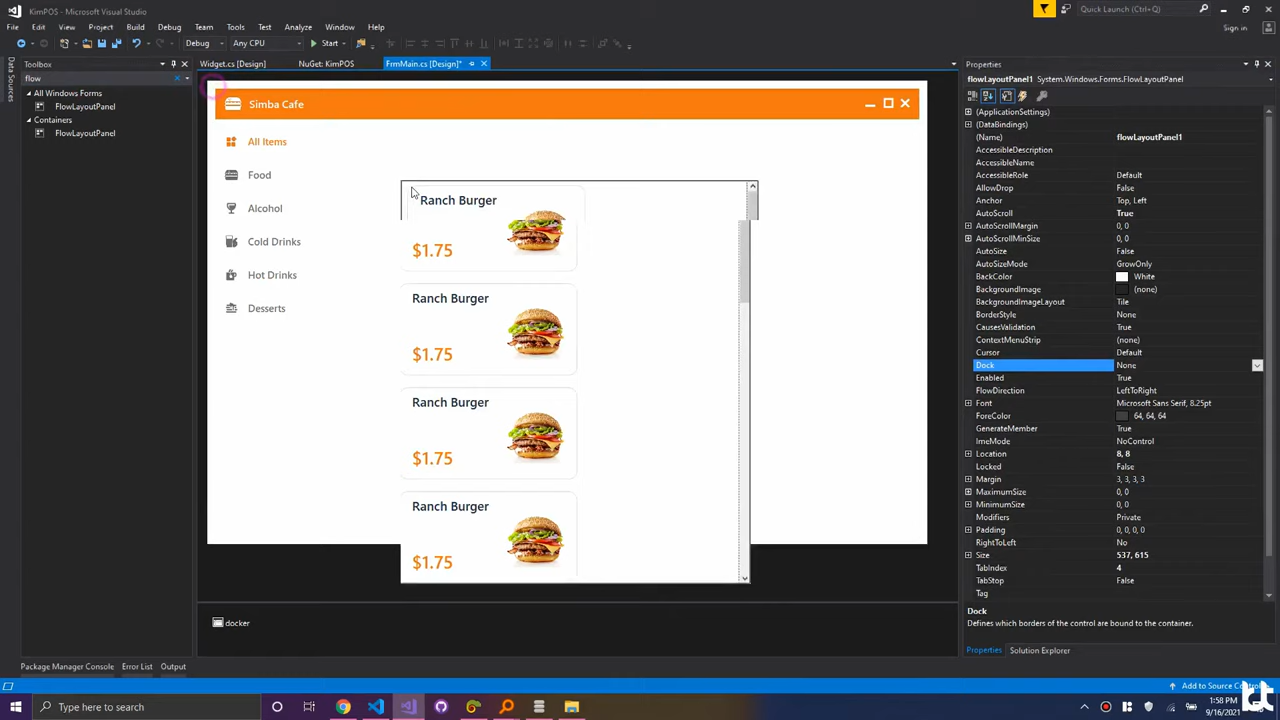 KimPOS - Microsoft Visual Studio
Quick Launch (Ctrl+Q)
File Edit View Project Build Debug Team Tools Test Analyze Window Help
Sign in
Debug Any CPU Start
Data Sources
Toolbox
Widget.cs [Design] NuGet: KimPOS FrmMain.cs [Design]*
Properties
flow
flowLayoutPanel1 System.Windows.Forms.FlowLayoutPanel
All Windows Forms
FlowLayoutPanel
Containers
FlowLayoutPanel
Simba Cafe
All Items
Food
Alcohol
Cold Drinks
Hot Drinks
Desserts
Ranch Burger
$1.75
Ranch Burger
$1.75
Ranch Burger
$1.75
Ranch Burger
$1.75
docker
(ApplicationSettings)
(DataBindings)
(Name) flowLayoutPanel1
AccessibleDescription
AccessibleName
AccessibleRole Default
AllowDrop False
Anchor Top, Left
AutoScroll True
AutoScrollMargin 0, 0
AutoScrollMinSize 0, 0
AutoSize False
AutoSizeMode GrowOnly
BackColor White
BackgroundImage (none)
BackgroundImageLayout Tile
BorderStyle None
CausesValidation True
ContextMenuStrip (none)
Cursor Default
Dock None
Enabled True
FlowDirection LeftToRight
Font Microsoft Sans Serif, 8.25pt
ForeColor 64, 64, 64
GenerateMember True
ImeMode NoControl
Location 8, 8
Locked False
Margin 3, 3, 3, 3
MaximumSize 0, 0
MinimumSize 0, 0
Modifiers Private
Padding 0, 0, 0, 0
RightToLeft No
Size 537, 615
TabIndex 4
TabStop False
Tag
Dock
Defines which borders of the control are bound to the container.
Properties Solution Explorer
Package Manager Console Error List Output
Add to Source Control
Type here to search
1:58 PM
9/16/2021